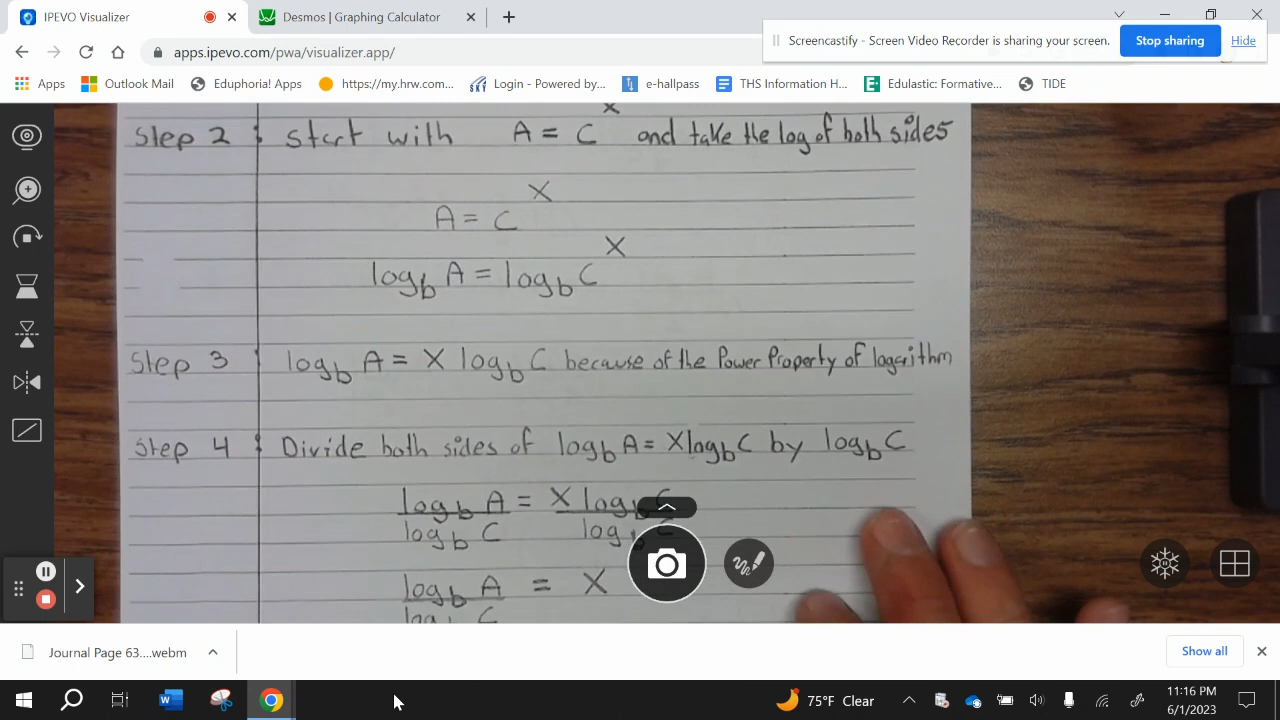 IPEVO Visualizer
Desmos | Graphing Calculator
apps.ipevo.com/pwa/visualizer.app/
Screencastify - Screen Video Recorder is sharing your screen.
Stop sharing
Hide
Apps
Outlook Mail
Eduphoria! Apps
https://my.hrw.com...
Login - Powered by...
e-hallpass
THS Information H...
Edulastic: Formative...
TIDE
Step 2 : start with A = C^x and take the log of both sides
A = C^x
log_b A = log_b C^x
Step 3 : log_b A = X log_b C because of the Power Property of logarithm
Step 4 : Divide both sides of log_b A = X log_b C by log_b C
log_b A = X log_b C
log_b C log_b C
log_b A = X
log_b C
Journal Page 63....webm
Show all
75°F Clear
11:16 PM
6/1/2023